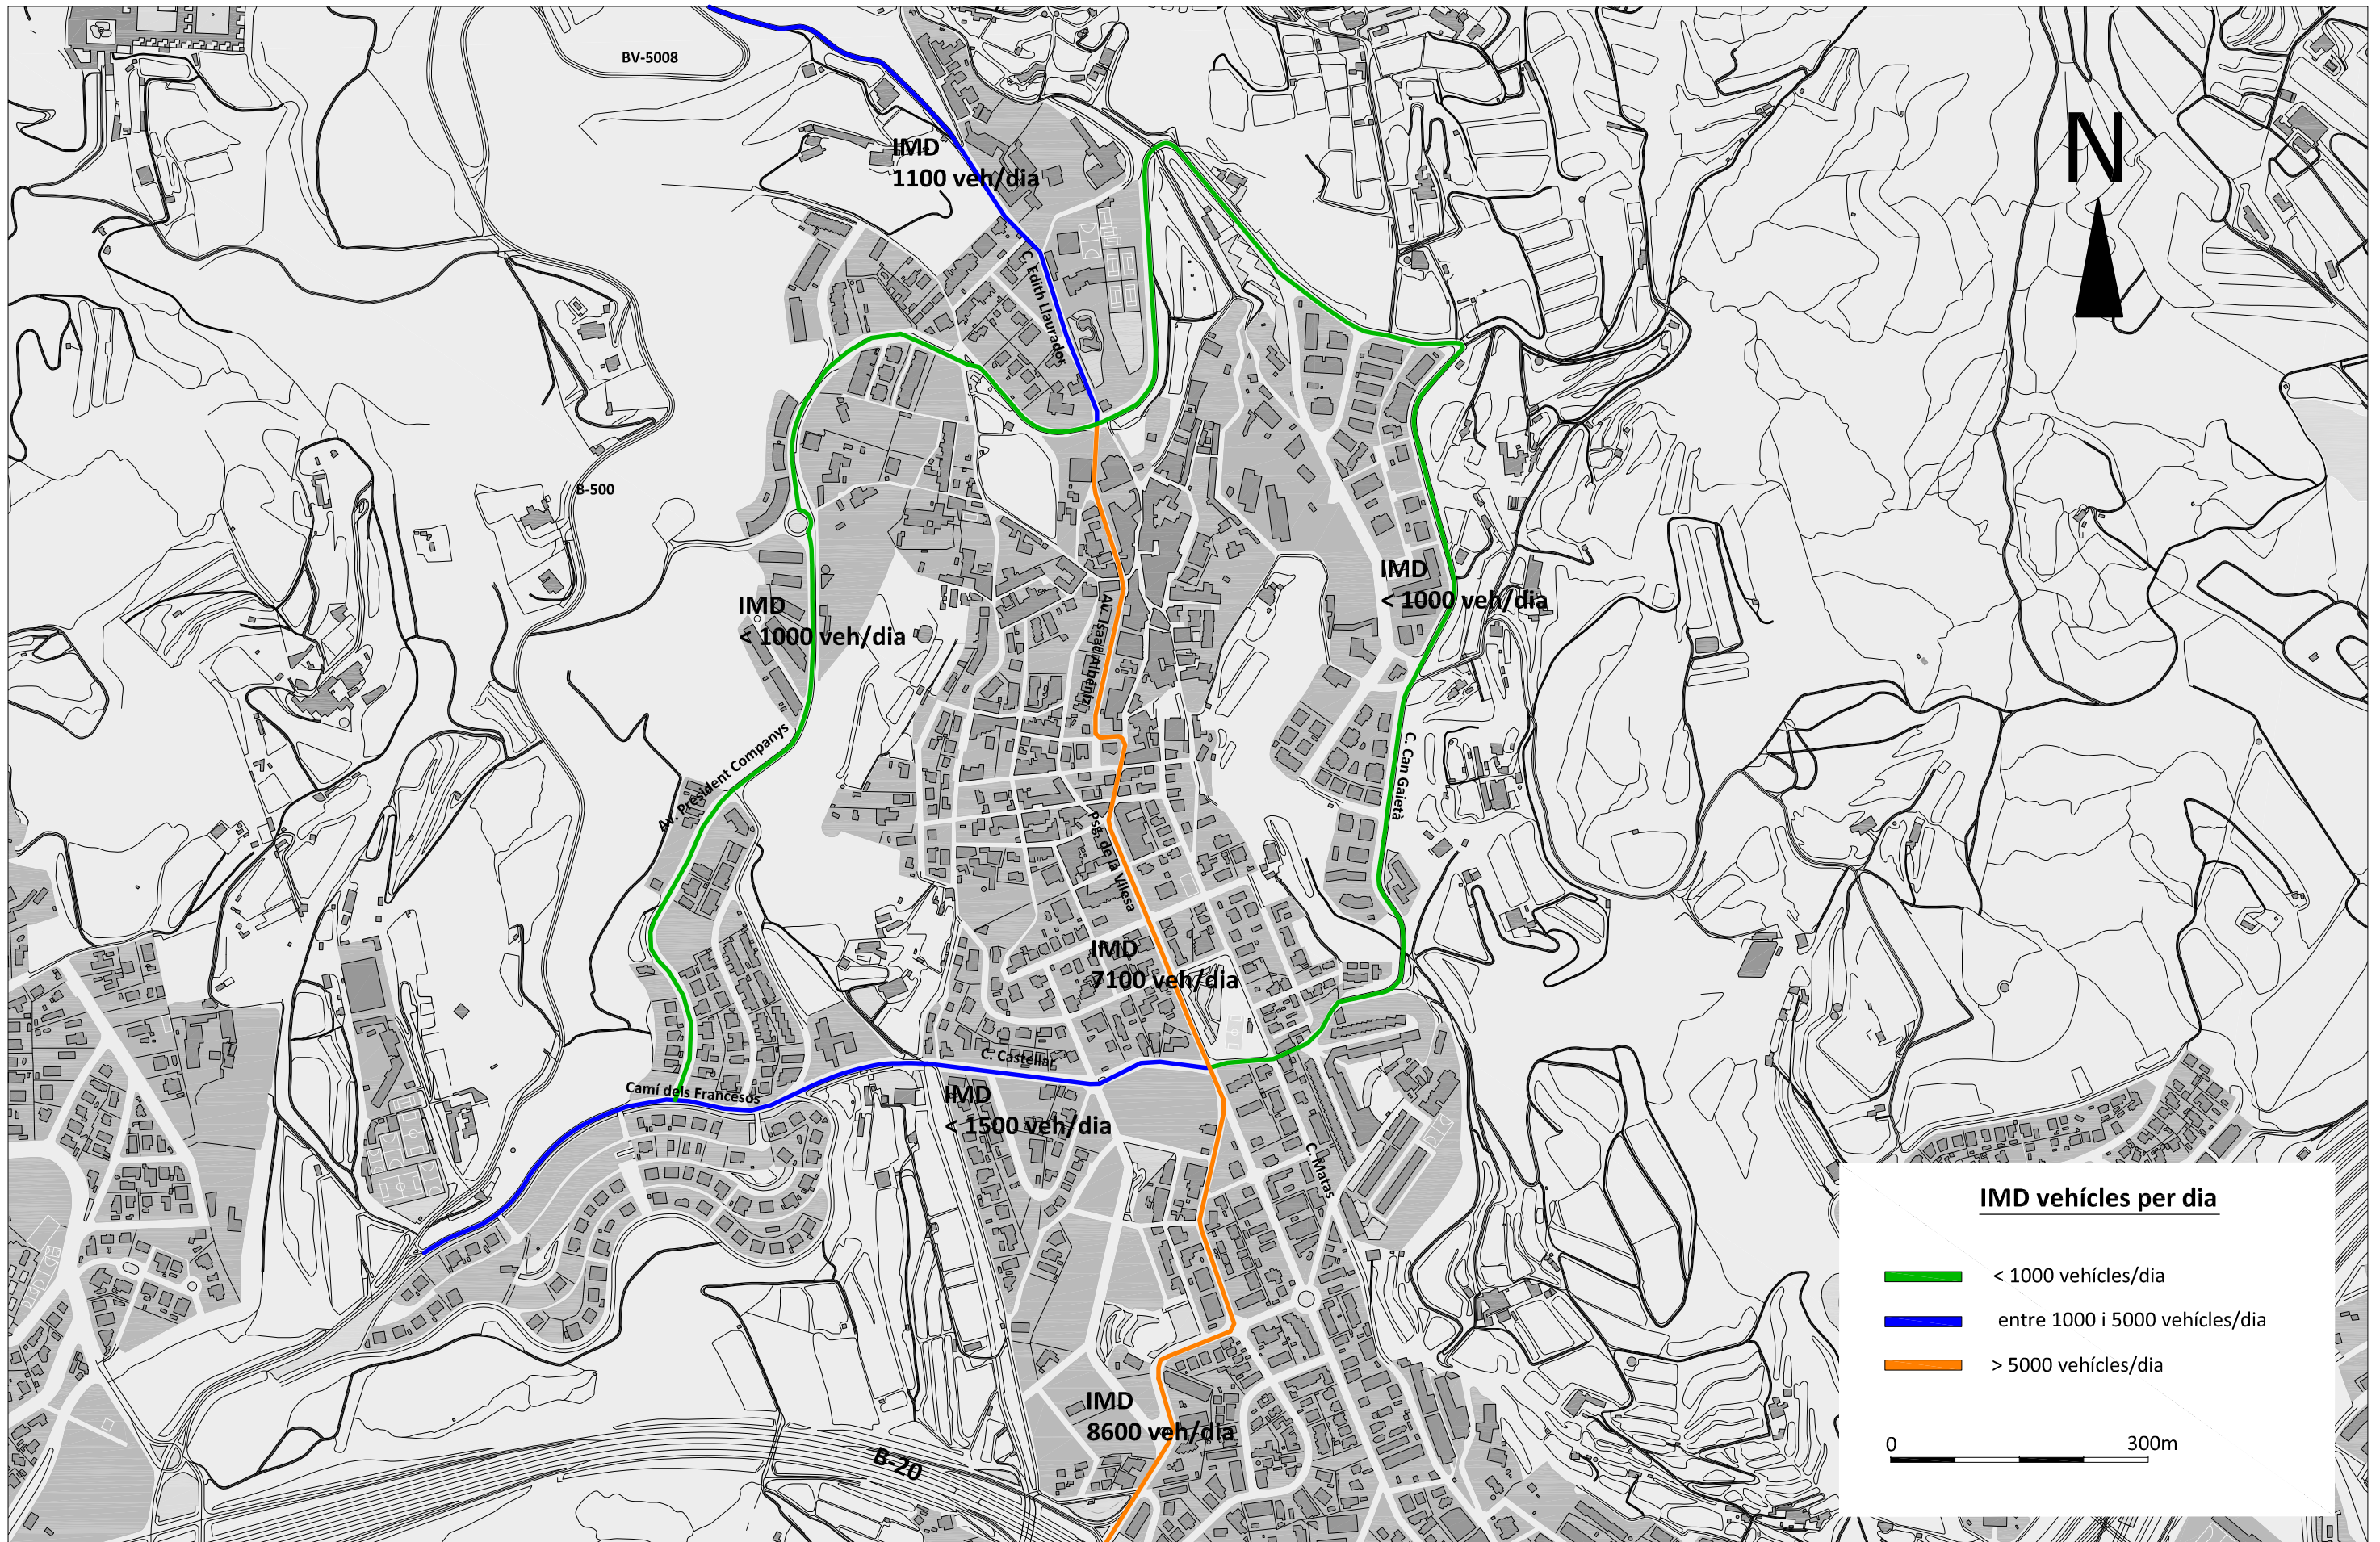 BV-5008
N
IMD
1100 veh/dia
C. Edith Llaurador
B-500
IMD
< 1000 veh/dia
IMD
< 1000 veh/dia
Av. Isaac Albéniz
Av. President Companys
C. Can Gaietà
Psg. de la Vilesa
IMD
7100 veh/dia
C. Castellar
Camí dels Francesos
IMD
< 1500 veh/dia
C. Matas
IMD
8600 veh/dia
B-20
IMD vehícles per dia
< 1000 vehícles/dia
entre 1000 i 5000 vehícles/dia
> 5000 vehícles/dia
0 300m